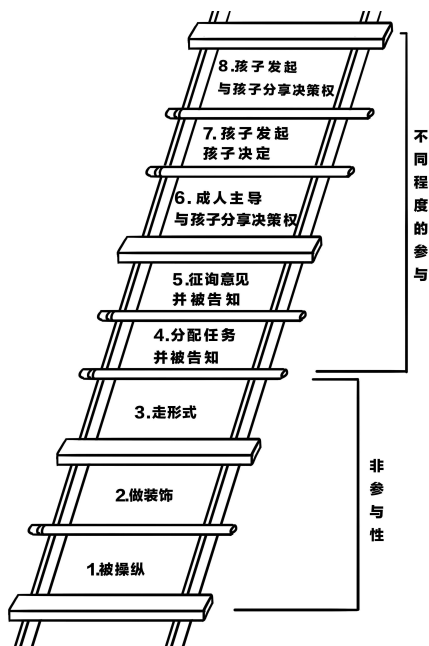 8.孩子发起
与孩子分享决策权
7.孩子发起
孩子决定
6.成人主导
与孩子分享决策权
5.征询意见
并被告知
4.分配任务
并被告知
3.走形式
2.做装饰
1.被操纵
不同程度的参与
非参与性